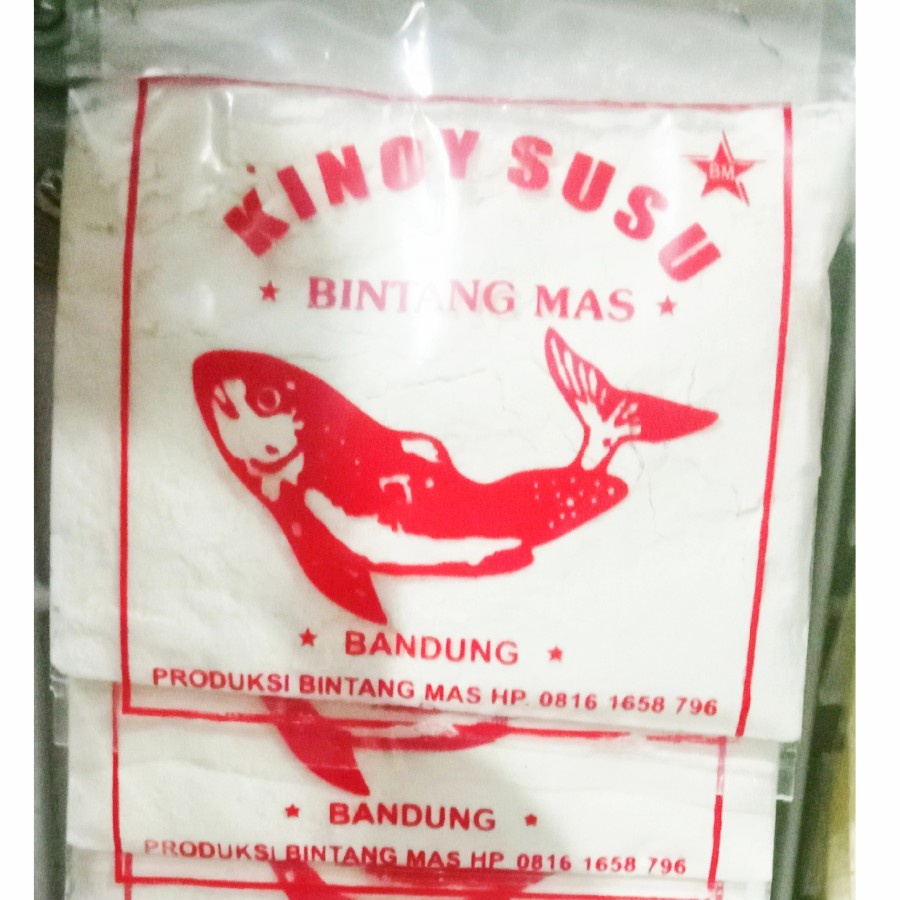 KINOY SUSU
BM
BINTANG MAS
BANDUNG
PRODUKSI BINTANG MAS HP. 0816 1658 796
BANDUNG
PRODUKSI BINTANG MAS HP. 0816 1658 796